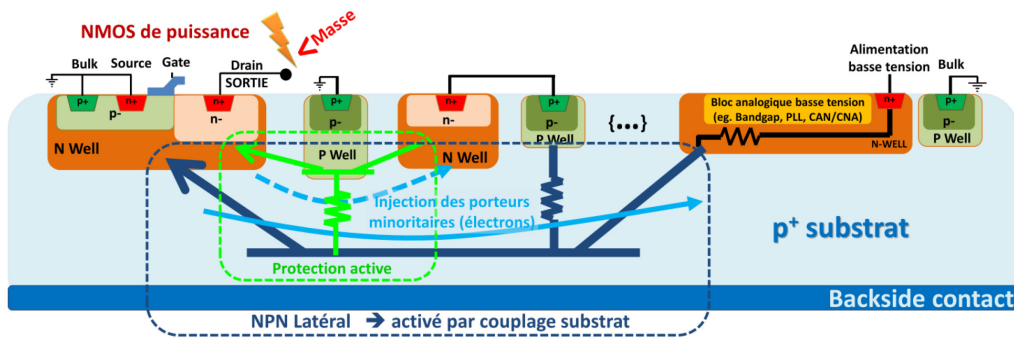 NMOS de puissance
Masse
Bulk
Source
Gate
Drain
SORTIE
Alimentation
basse tension
Bulk
p+
n+
n+
p+
n+
p+
n+
p+
p-
n-
p-
n-
p-
Bloc analogique basse tension
(eg. Bandgap, PLL, CAN/CNA)
p-
{...}
N Well
P Well
N Well
P Well
N-WELL
P Well
Injection des porteurs
minoritaires (électrons)
p+ substrat
Protection active
Backside contact
NPN Latéral ➔ activé par couplage substrat